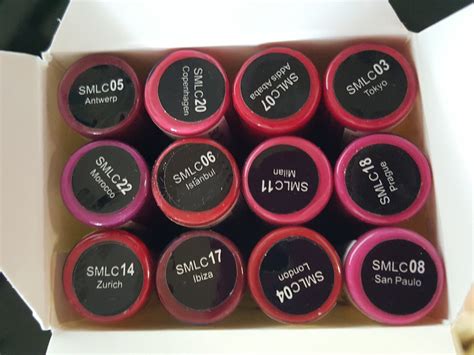 SMLC05
Antwerp
SMLC20
Copenhagen
SMLC07
Addis Ababa
SMLC03
Tokyo
SMLC22
Morocco
SMLC06
Istanbul
SMLC11
Milan
SMLC18
Prague
SMLC14
Zurich
SMLC17
Ibiza
SMLC04
London
SMLC08
San Paulo